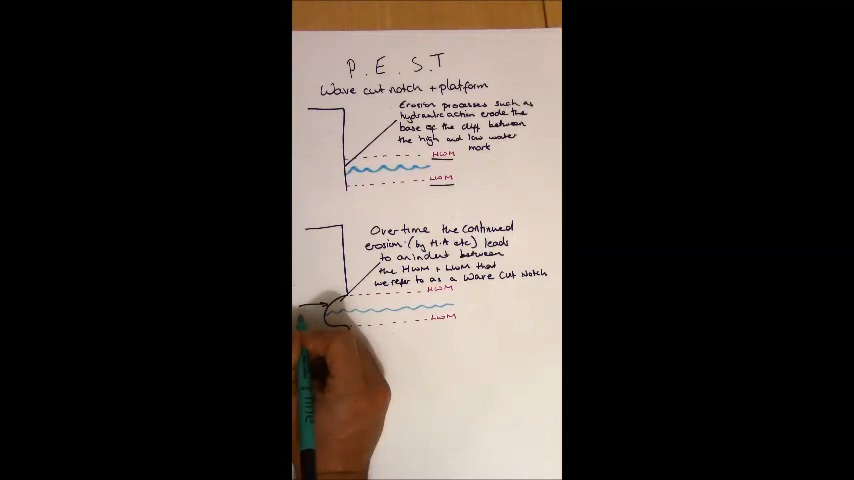 P.E.S.T
Wave cut notch + platform
Erosion processes such as
hydraulic action erode the
base of the cliff between
the high and low water
mark
HWM
LWM
Over time the continued
erosion (by H.A etc) leads
to an indent between
the HWM + LWM that
we refer to as a Wave Cut Notch
HWM
LWM
fine